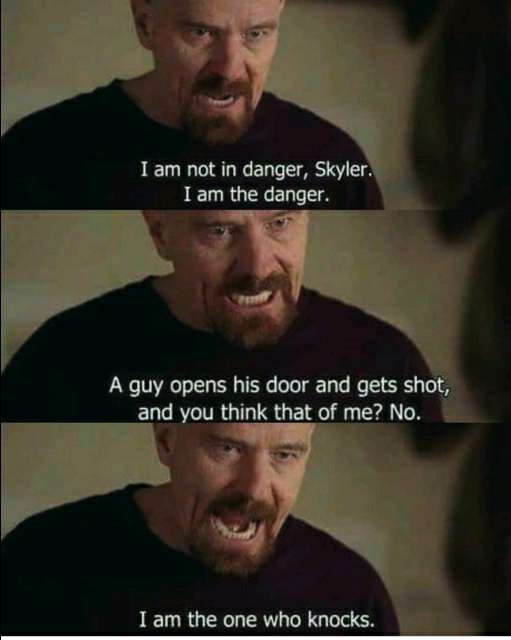 I am not in danger, Skyler.
I am the danger.
A guy opens his door and gets shot,
and you think that of me? No.
I am the one who knocks.